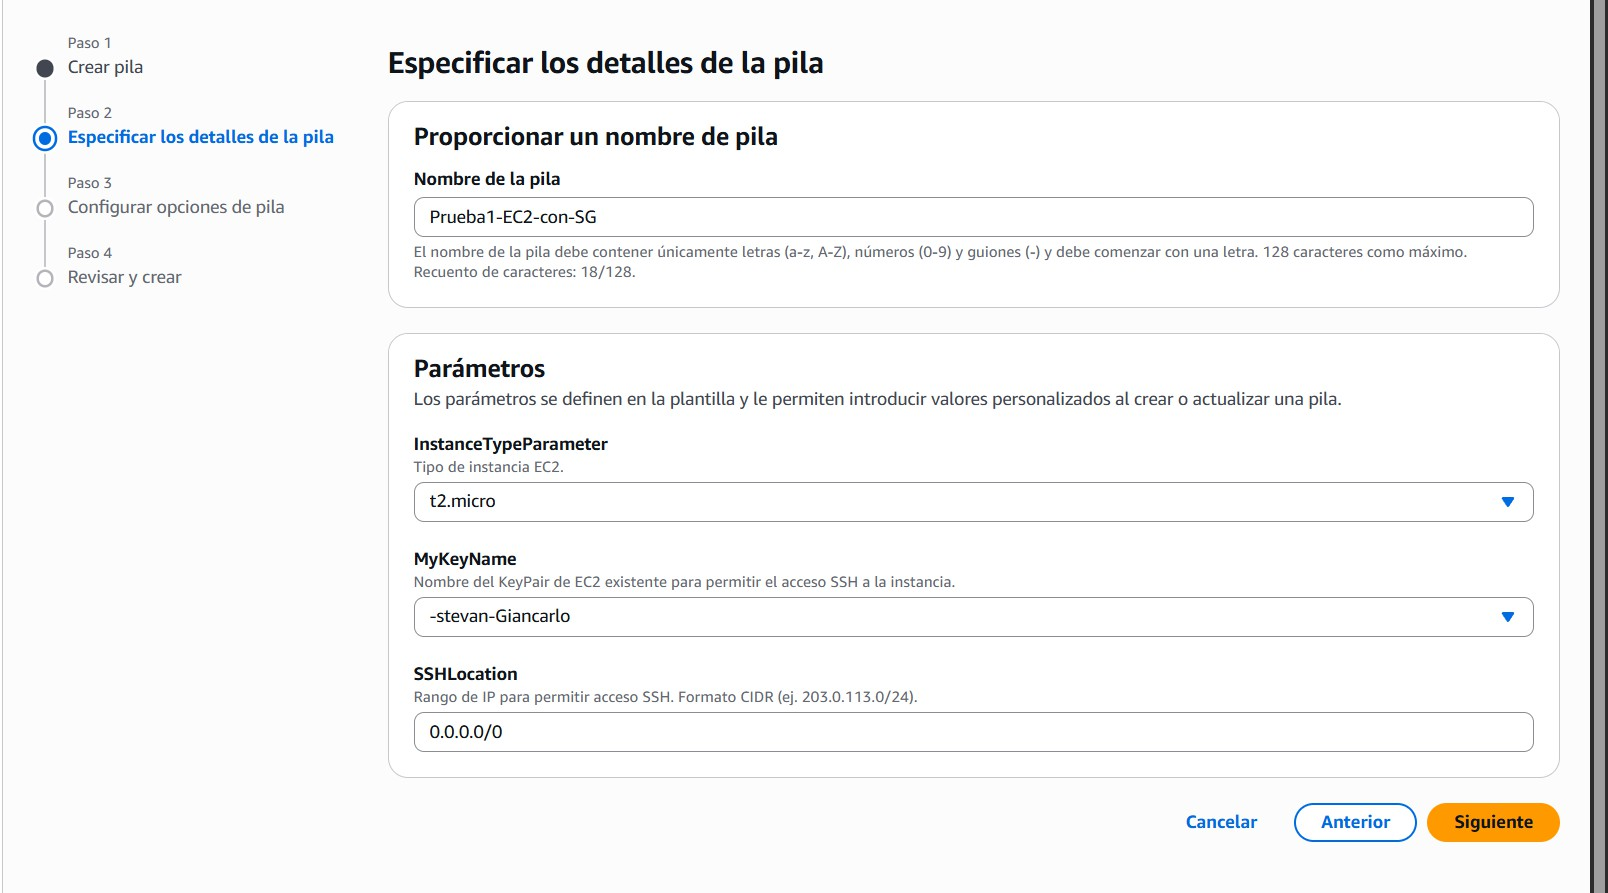 Paso 1
Crear pila
Paso 2
Especificar los detalles de la pila
Paso 3
Configurar opciones de pila
Paso 4
Revisar y crear
Especificar los detalles de la pila
Proporcionar un nombre de pila
Nombre de la pila
Prueba1-EC2-con-SG
El nombre de la pila debe contener únicamente letras (a-z, A-Z), números (0-9) y guiones (-) y debe comenzar con una letra. 128 caracteres como máximo.
Recuento de caracteres: 18/128.
Parámetros
Los parámetros se definen en la plantilla y le permiten introducir valores personalizados al crear o actualizar una pila.
InstanceTypeParameter
Tipo de instancia EC2.
t2.micro
MyKeyName
Nombre del KeyPair de EC2 existente para permitir el acceso SSH a la instancia.
-stevan-Giancarlo
SSHLocation
Rango de IP para permitir acceso SSH. Formato CIDR (ej. 203.0.113.0/24).
0.0.0.0/0
Cancelar
Anterior
Siguiente